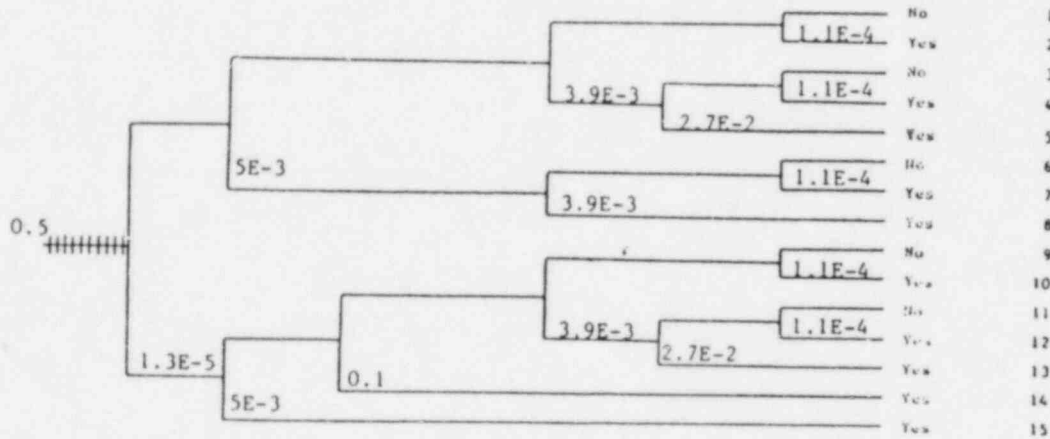 No 1
1.1E-4
Yes 2
No 3
3.9E-3 1.1E-4
Yes 4
2.7E-2
Yes 5
5E-3
No 6
1.1E-4
Yes 7
3.9E-3
Yes 8
0.5
No 9
1.1E-4
Yes 10
No 11
3.9E-3 1.1E-4
Yes 12
1.3E-5 2.7E-2
Yes 13
0.1
Yes 14
5E-3
Yes 15